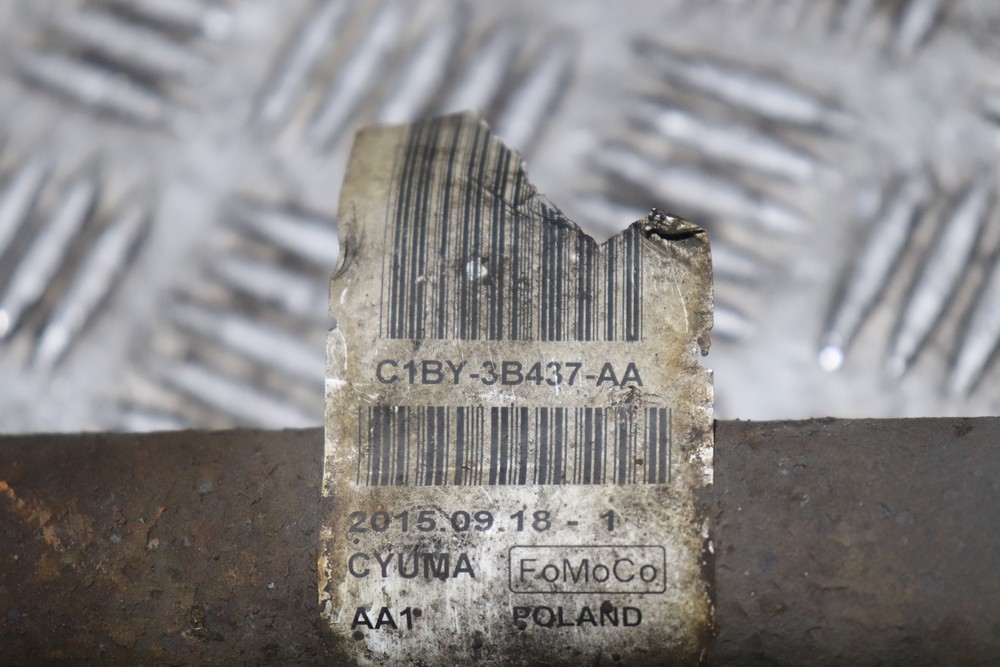 C1BY-3B437-AA
2015.09.18 - 1
CYUMA FoMoCo
AA1 POLAND